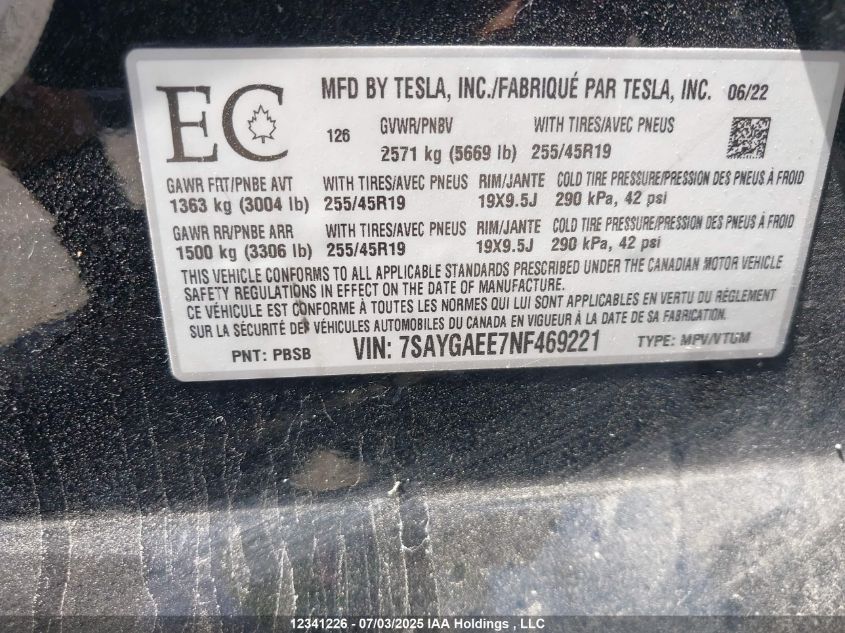 EC
MFD BY TESLA, INC./FABRIQUÉ PAR TESLA, INC. 06/22
126 GVWR/PNBV WITH TIRES/AVEC PNEUS
2571 kg (5669 lb) 255/45R19
GAWR FRT/PNBE AVT WITH TIRES/AVEC PNEUS RIM/JANTE COLD TIRE PRESSURE/PRESSION DES PNEUS À FROID
1363 kg (3004 lb) 255/45R19 19X9.5J 290 kPa, 42 psi
GAWR RR/PNBE ARR WITH TIRES/AVEC PNEUS RIM/JANTE COLD TIRE PRESSURE/PRESSION DES PNEUS À FROID
1500 kg (3306 lb) 255/45R19 19X9.5J 290 kPa, 42 psi
THIS VEHICLE CONFORMS TO ALL APPLICABLE STANDARDS PRESCRIBED UNDER THE CANADIAN MOTOR VEHICLE
SAFETY REGULATIONS IN EFFECT ON THE DATE OF MANUFACTURE.
CE VÉHICULE EST CONFORME À TOUTES LES NORMES QUI LUI SONT APPLICABLES EN VERTU DU RÈGLEMENT
SUR LA SÉCURITÉ DES VÉHICULES AUTOMOBILES DU CANADA EN VIGUEUR À LA DATE DE SA FABRICATION.
PNT: PBSB VIN: 7SAYGAEE7NF469221 TYPE: MPV/VTUM
12341226 - 07/03/2025 IAA Holdings , LLC